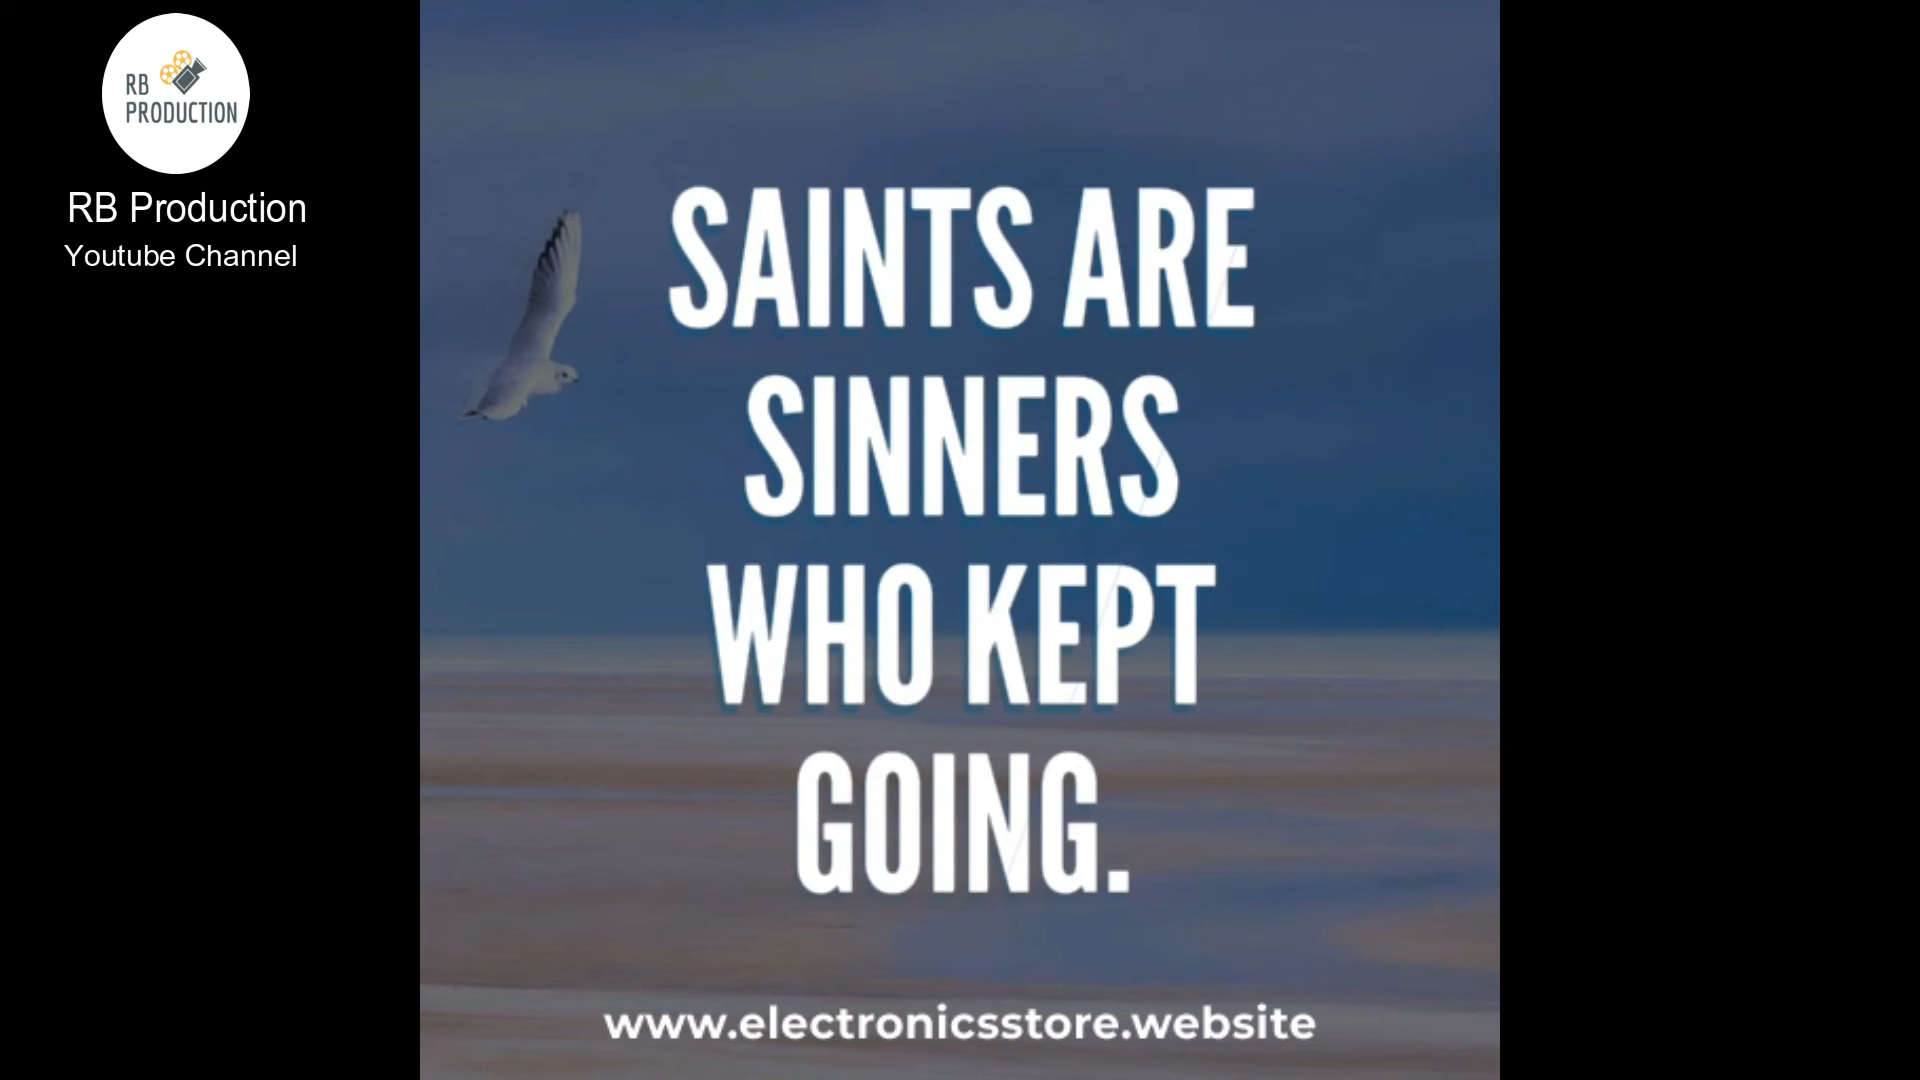 RB
PRODUCTION
RB Production
Youtube Channel
SAINTS ARE
SINNERS
WHO KEPT
GOING.
www.electronicsstore.website